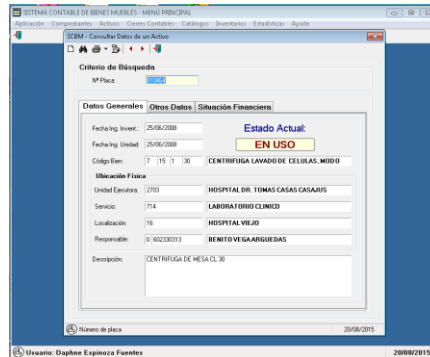 SISTEMA CONTABLE DE BIENES MUEBLES - MENÚ PRINCIPAL
Aplicación Comprobantes Activos Cierres Contables Catálogos Inventarios Estadísticas Ayuda
SCBM - Consultar Datos de un Activo
Criterio de Búsqueda
Nº Placa:
Datos Generales Otros Datos Situación Financiera
Fecha Ing. Invent.: 25/06/2008 Estado Actual:
Fecha Ing. Unidad: 25/06/2008 EN USO
Código Bien: 7 15 1 30 CENTRIFUGA LAVADO DE CELULAS, MODO
Ubicación Física
Unidad Ejecutora: 2703 HOSPITAL DR. TOMAS CASAS CASAJUS
Servicio: 714 LABORATORIO CLINICO
Localización: 16 HOSPITAL VIEJO
Responsable: 0 602330313 BENITO VEGA ARGUEDAS
Descripción: CENTRIFUGA DE MESA CL 30
Número de placa 20/08/2015
Usuario: Daphne Espinoza Fuentes 20/08/2015